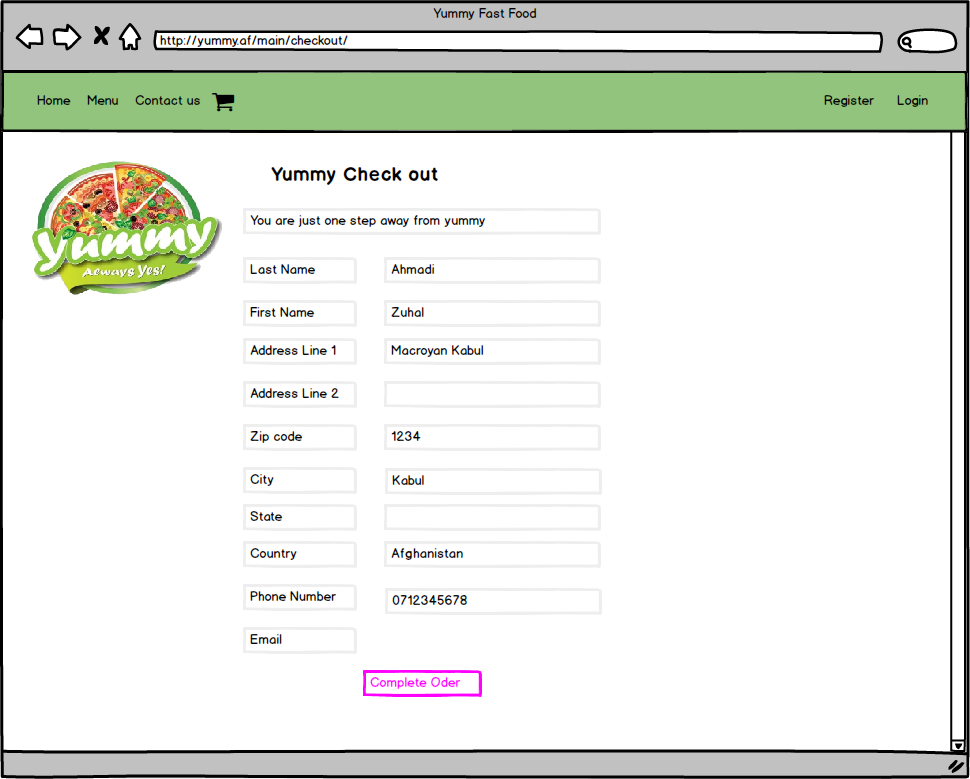 Yummy Fast Food
http://yummy.af/main/checkout/
Home Menu Contact us Register Login
Yummy Check out
yummy
Always Yes!
You are just one step away from yummy
Last Name Ahmadi
First Name Zuhal
Address Line 1 Macroyan Kabul
Address Line 2
Zip code 1234
City Kabul
State
Country Afghanistan
Phone Number 0712345678
Email
Complete Oder